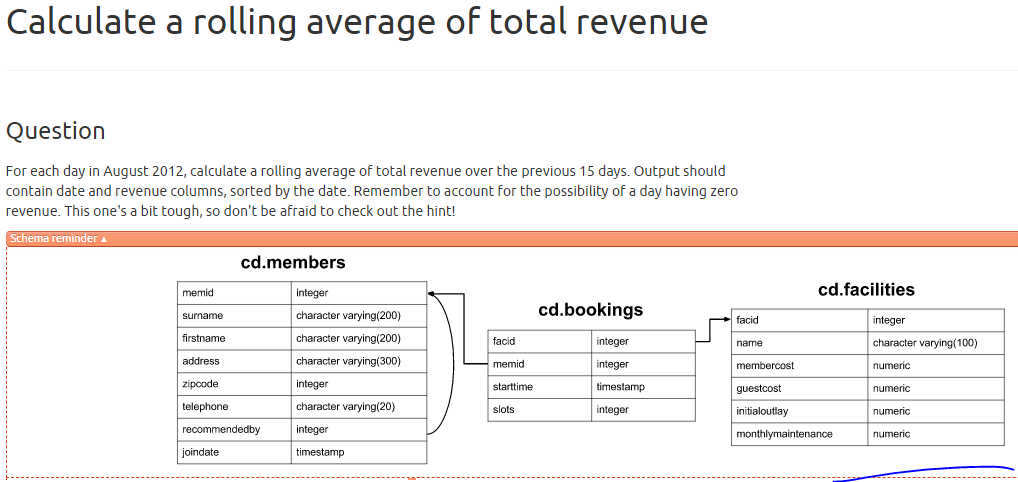 Calculate a rolling average of total revenue
Question
For each day in August 2012, calculate a rolling average of total revenue over the previous 15 days. Output should
contain date and revenue columns, sorted by the date. Remember to account for the possibility of a day having zero
revenue. This one's a bit tough, so don't be afraid to check out the hint!
Schema reminder ▲
cd.members
memid integer
surname character varying(200)
firstname character varying(200)
address character varying(300)
zipcode integer
telephone character varying(20)
recommendedby integer
joindate timestamp
cd.bookings
facid integer
memid integer
starttime timestamp
slots integer
cd.facilities
facid integer
name character varying(100)
membercost numeric
guestcost numeric
initialoutlay numeric
monthlymaintenance numeric